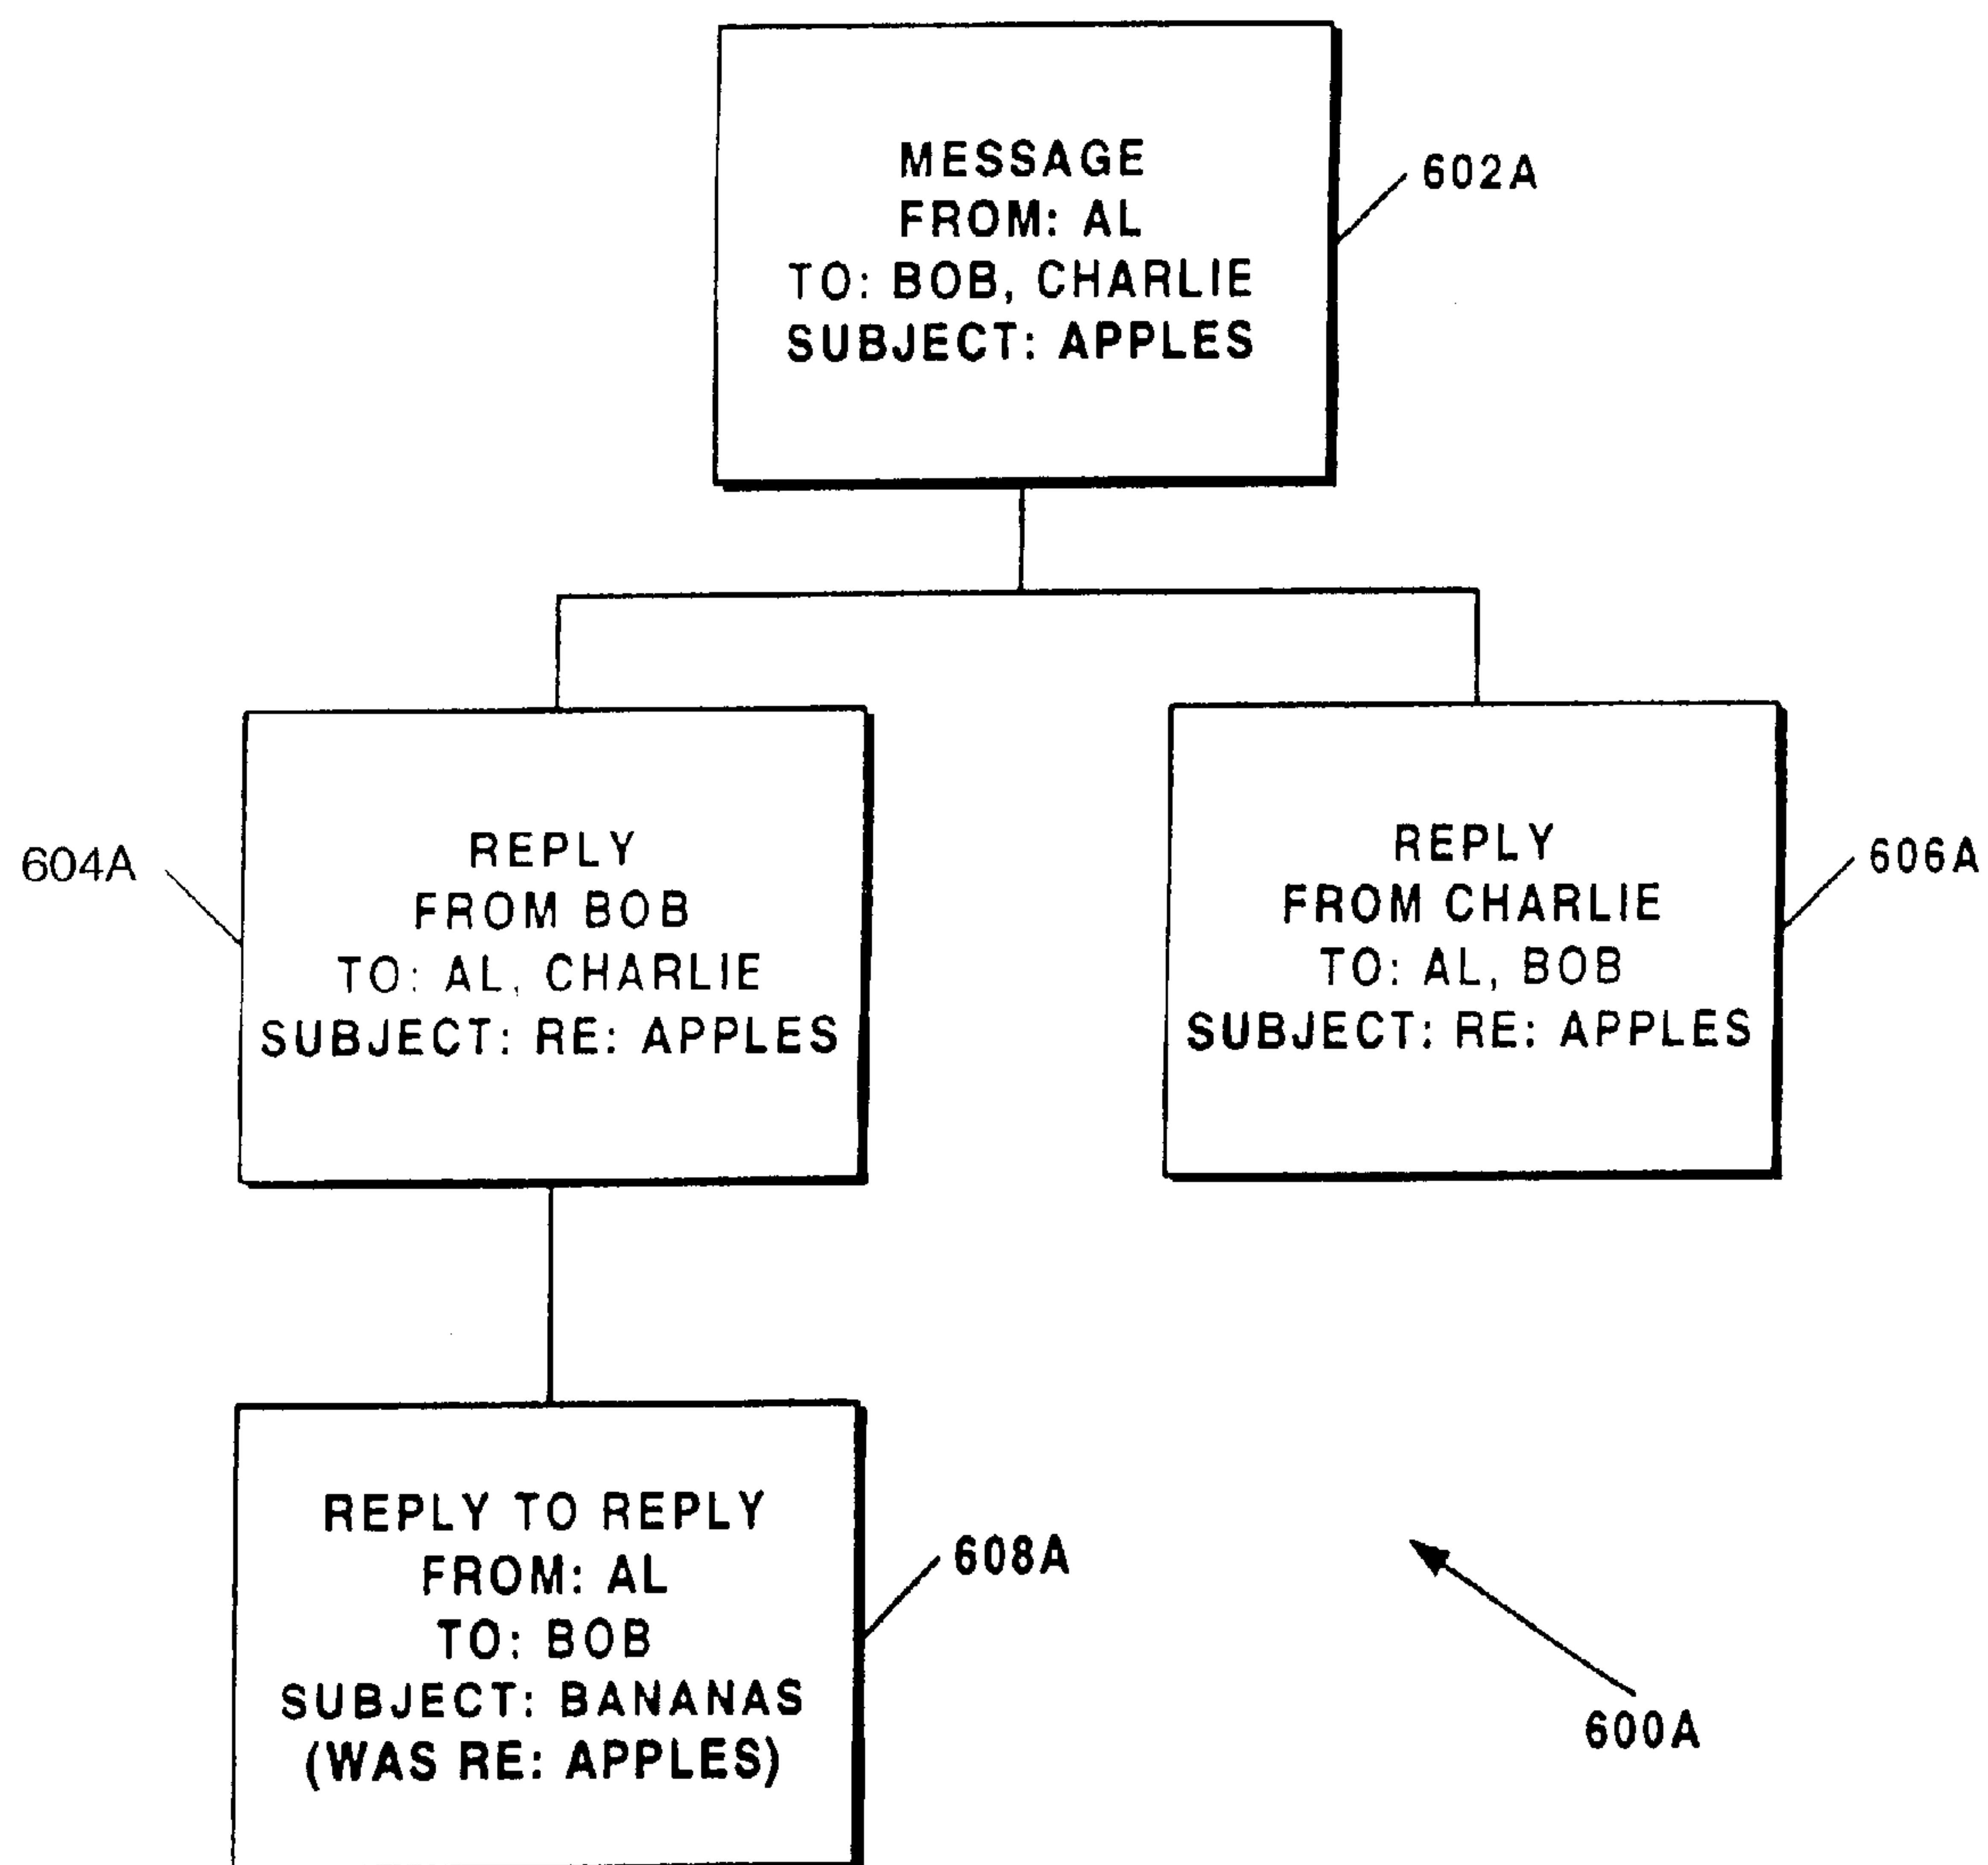 MESSAGE
FROM: AL
TO: BOB, CHARLIE
SUBJECT: APPLES
602A
604A
REPLY
FROM BOB
TO: AL, CHARLIE
SUBJECT: RE: APPLES
REPLY
FROM CHARLIE
TO: AL, BOB
SUBJECT: RE: APPLES
606A
REPLY TO REPLY
FROM: AL
TO: BOB
SUBJECT: BANANAS
(WAS RE: APPLES)
608A
600A